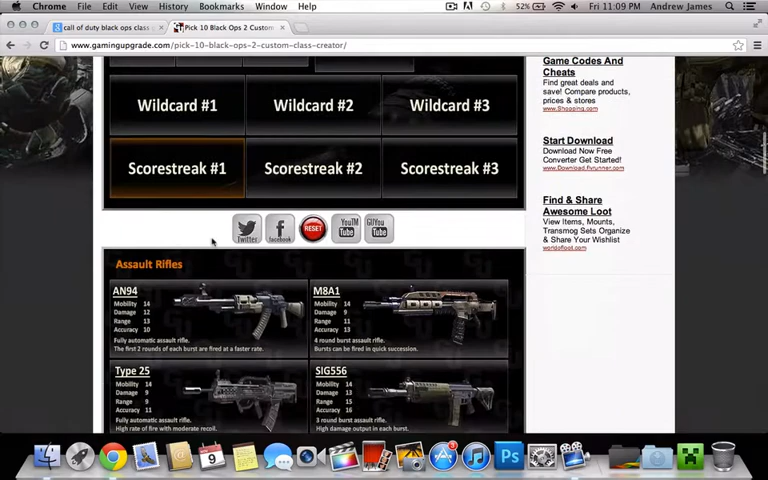 Chrome File Edit View History Bookmarks Window Help
52% Fri 11:09 PM Andrew James
call of duty black ops class
Pick 10 Black Ops 2 Custom
www.gamingupgrade.com/pick-10-black-ops-2-custom-class-creator/
Wildcard #1 Wildcard #2 Wildcard #3
Scorestreak #1 Scorestreak #2 Scorestreak #3
Twitter facebook RESET YouTM Tube GUYou Tube
Assault Rifles
AN94
Mobility 14
Damage 12
Range 13
Accuracy 10
Fully automatic assault rifle.
The first 2 rounds of each burst are fired at a faster rate.
M8A1
Mobility 14
Damage 9
Range 11
Accuracy 13
4 round burst assault rifle.
Bursts can be fired in quick succession.
Type 25
Mobility 14
Damage 9
Range 9
Accuracy 11
Fully automatic assault rifle.
High rate of fire with moderate recoil.
SIG556
Mobility 14
Damage 13
Range 15
Accuracy 16
3 round burst assault rifle.
High damage output in each burst.
Game Codes And
Cheats
Find great deals and
save! Compare products,
prices & stores
www.Shopping.com
Start Download
Download Now Free
Converter Get Started!
www.Download.flvrunner.com
Find & Share
Awesome Loot
View Items, Mounts,
Transmog Sets Organize
& Share Your Wishlist
worldofloot.com
9
3
Ps